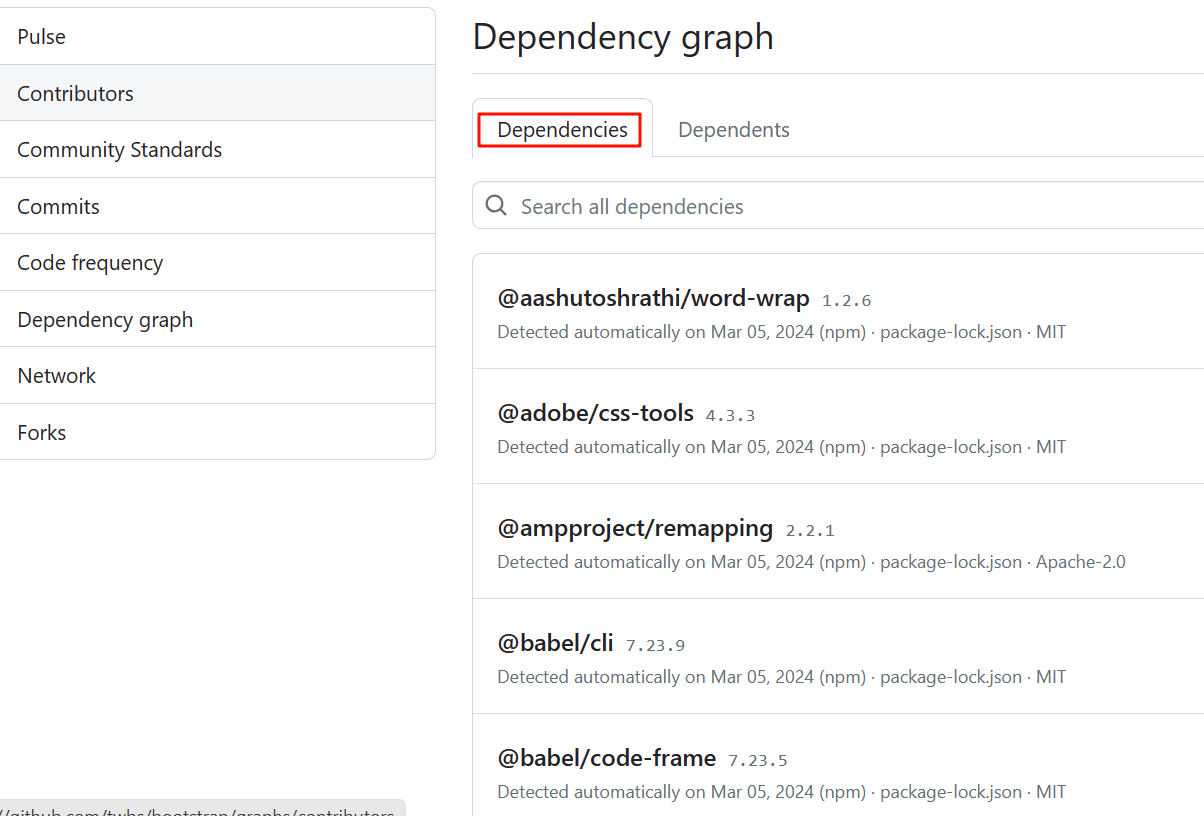 Pulse
Contributors
Community Standards
Commits
Code frequency
Dependency graph
Network
Forks
Dependency graph
Dependencies Dependents
Search all dependencies
@aashutoshrathi/word-wrap 1.2.6
Detected automatically on Mar 05, 2024 (npm) · package-lock.json · MIT
@adobe/css-tools 4.3.3
Detected automatically on Mar 05, 2024 (npm) · package-lock.json · MIT
@ampproject/remapping 2.2.1
Detected automatically on Mar 05, 2024 (npm) · package-lock.json · Apache-2.0
@babel/cli 7.23.9
Detected automatically on Mar 05, 2024 (npm) · package-lock.json · MIT
@babel/code-frame 7.23.5
Detected automatically on Mar 05, 2024 (npm) · package-lock.json · MIT
//github.com/twbs/bootstrap/graphs/contributors